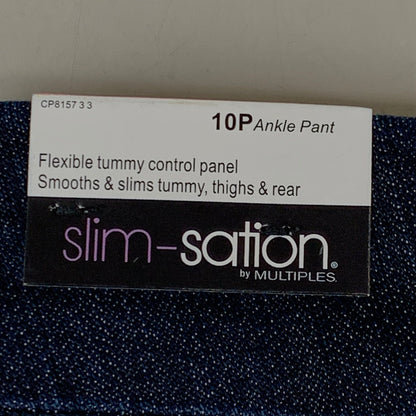 CP8157 3 3
10P Ankle Pant
Flexible tummy control panel
Smooths & slims tummy, thighs & rear
slim-sation®
by MULTIPLES.